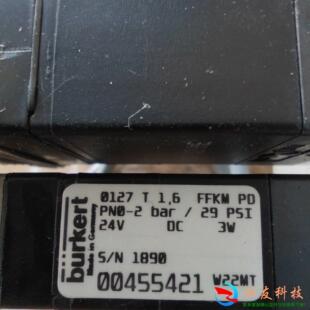 burkert
Made in Germany
0127 T 1,6 FFKM PD
PN0-2 bar / 29 PSI
24V DC 3W
S/N 1890
00455421 W22MT
友科技